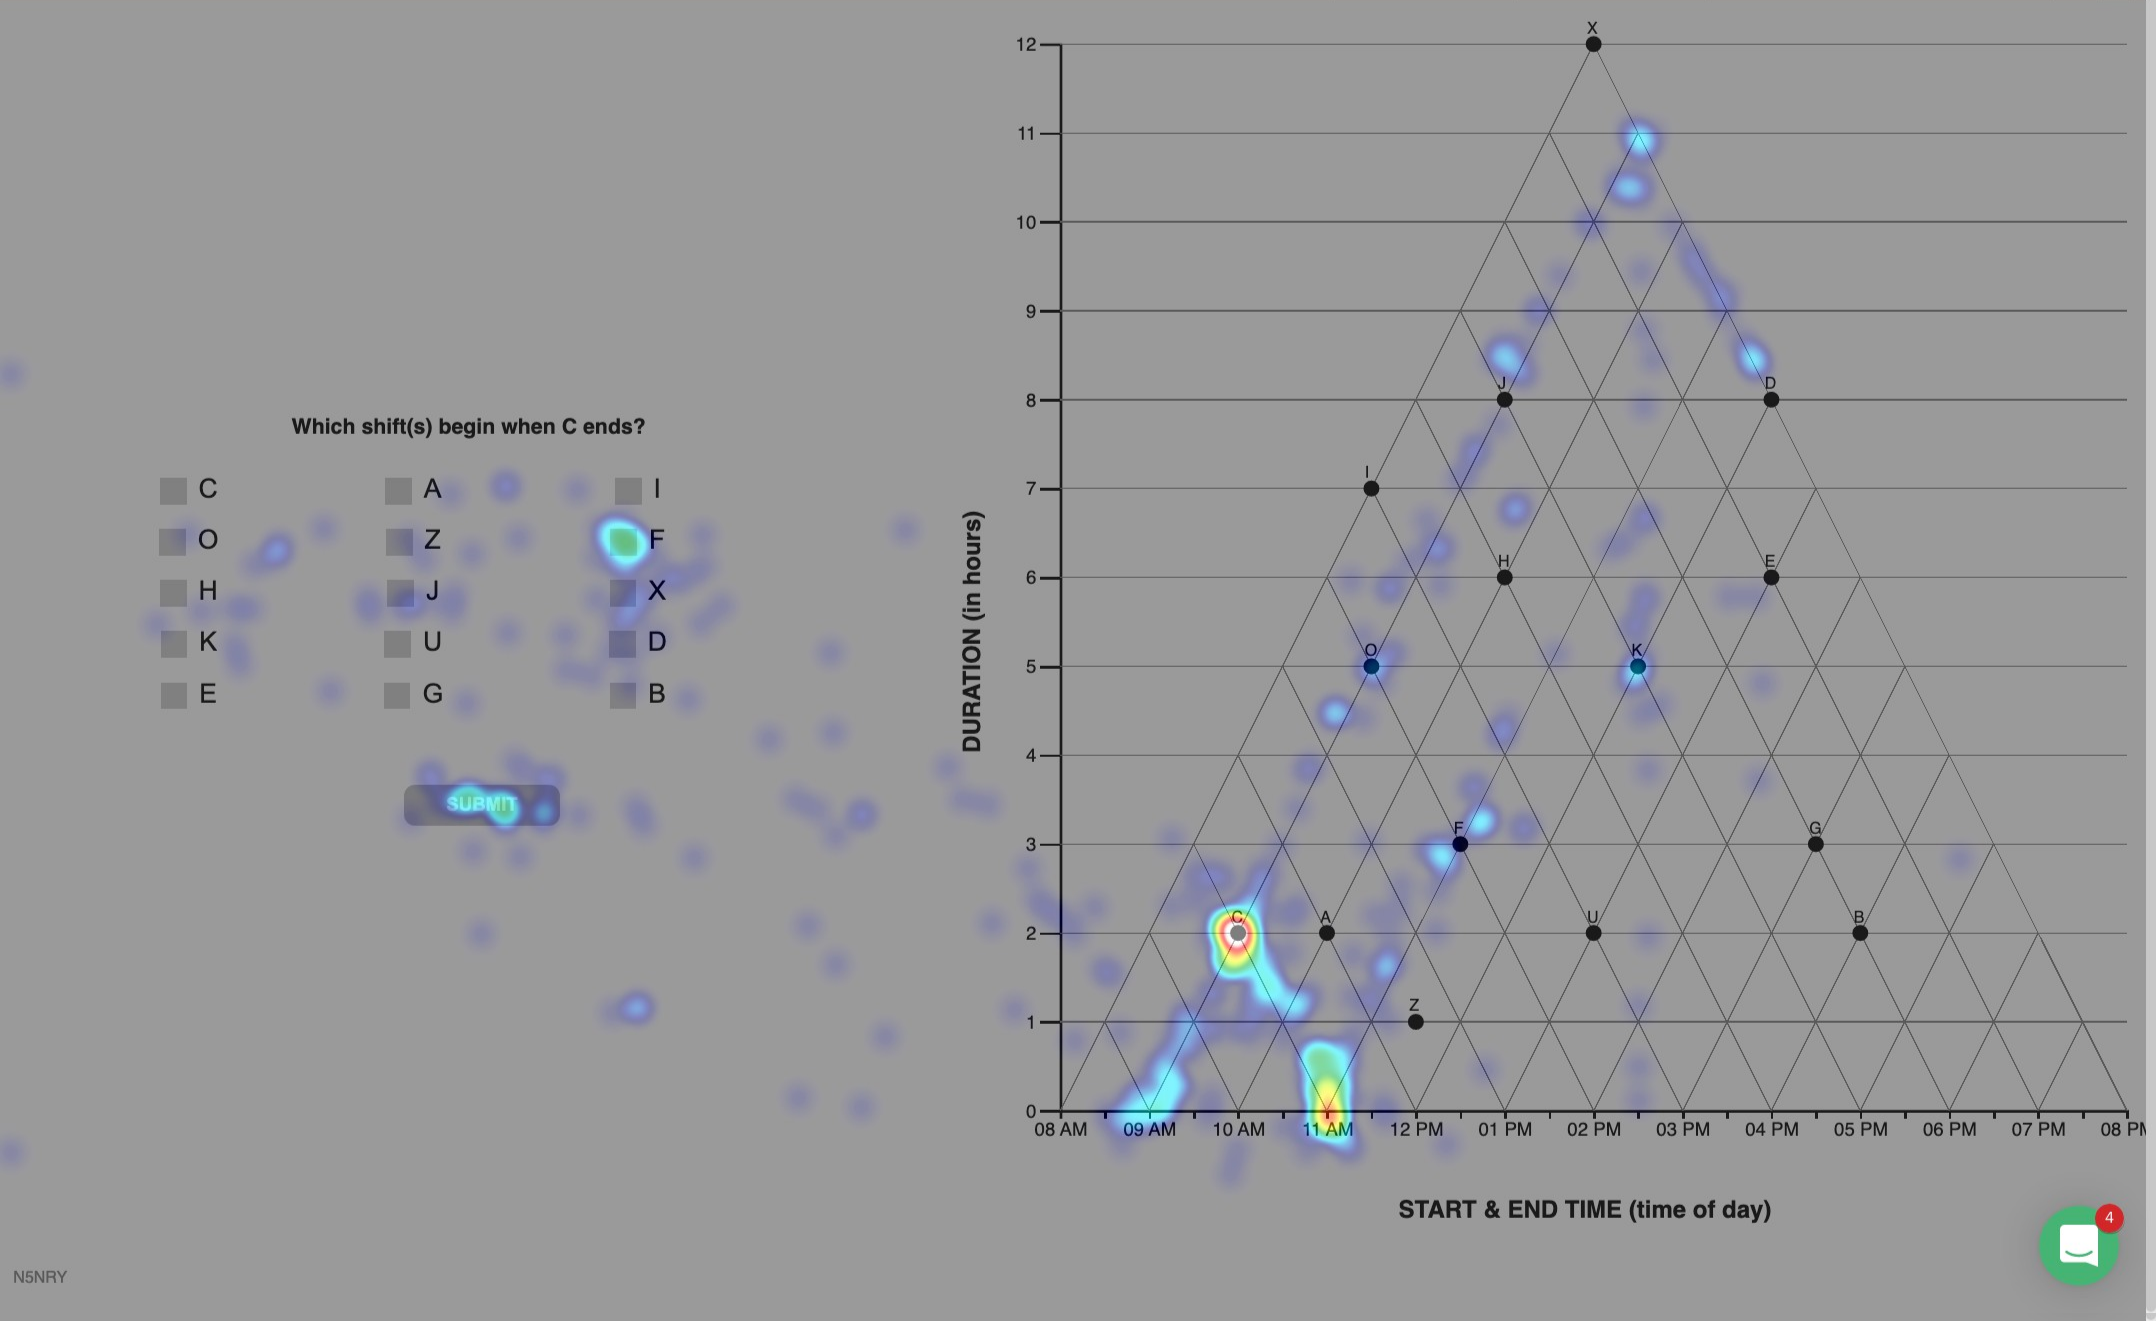 Which shift(s) begin when C ends?
C A I
O Z F
H J X
K U D
E G B
SUBMIT
N5NRY
DURATION (in hours)
12
11
10
9
8
7
6
5
4
3
2
1
0
X
J D
I
H E
O K
F G
C A U B
Z
08 AM 09 AM 10 AM 11 AM 12 PM 01 PM 02 PM 03 PM 04 PM 05 PM 06 PM 07 PM 08 PM
START & END TIME (time of day)
4